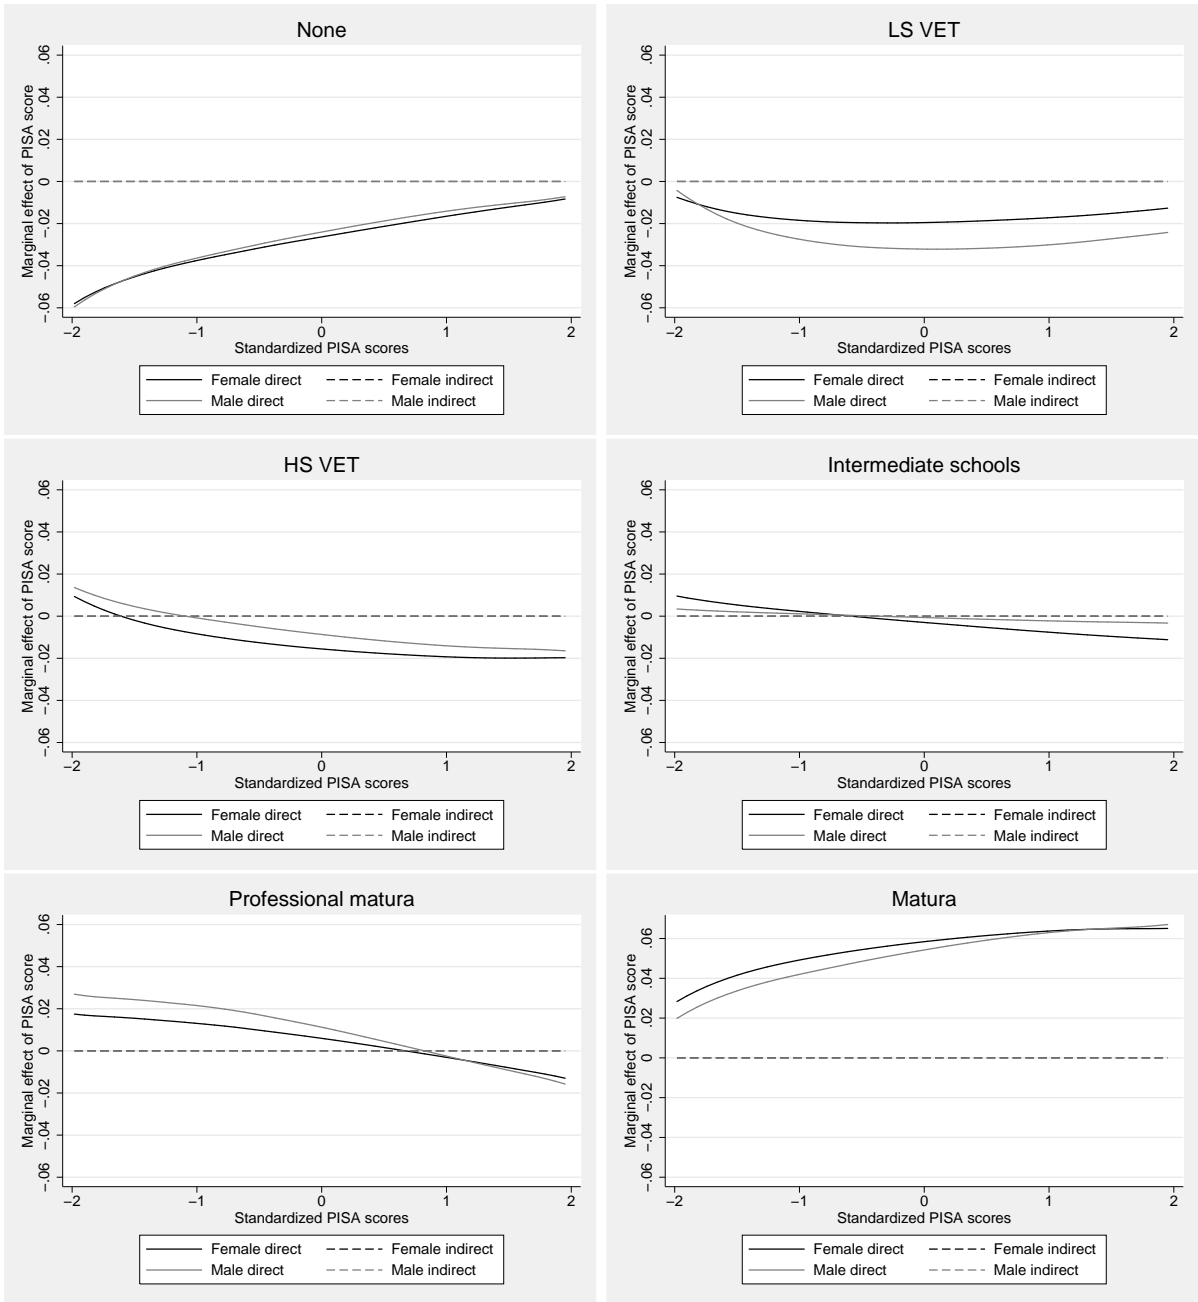 None
Marginal effect of PISA score
.06
.04
.02
0
−.02
−.04
−.06
−2
−1
0
1
2
Standardized PISA scores
Female direct
Female indirect
Male direct
Male indirect
LS VET
Marginal effect of PISA score
.06
.04
.02
0
−.02
−.04
−.06
−2
−1
0
1
2
Standardized PISA scores
Female direct
Female indirect
Male direct
Male indirect
HS VET
Marginal effect of PISA score
.06
.04
.02
0
−.02
−.04
−.06
−2
−1
0
1
2
Standardized PISA scores
Female direct
Female indirect
Male direct
Male indirect
Intermediate schools
Marginal effect of PISA score
.06
.04
.02
0
−.02
−.04
−.06
−2
−1
0
1
2
Standardized PISA scores
Female direct
Female indirect
Male direct
Male indirect
Professional matura
Marginal effect of PISA score
.06
.04
.02
0
−.02
−.04
−.06
−2
−1
0
1
2
Standardized PISA scores
Female direct
Female indirect
Male direct
Male indirect
Matura
Marginal effect of PISA score
.06
.04
.02
0
−.02
−.04
−.06
−2
−1
0
1
2
Standardized PISA scores
Female direct
Female indirect
Male direct
Male indirect